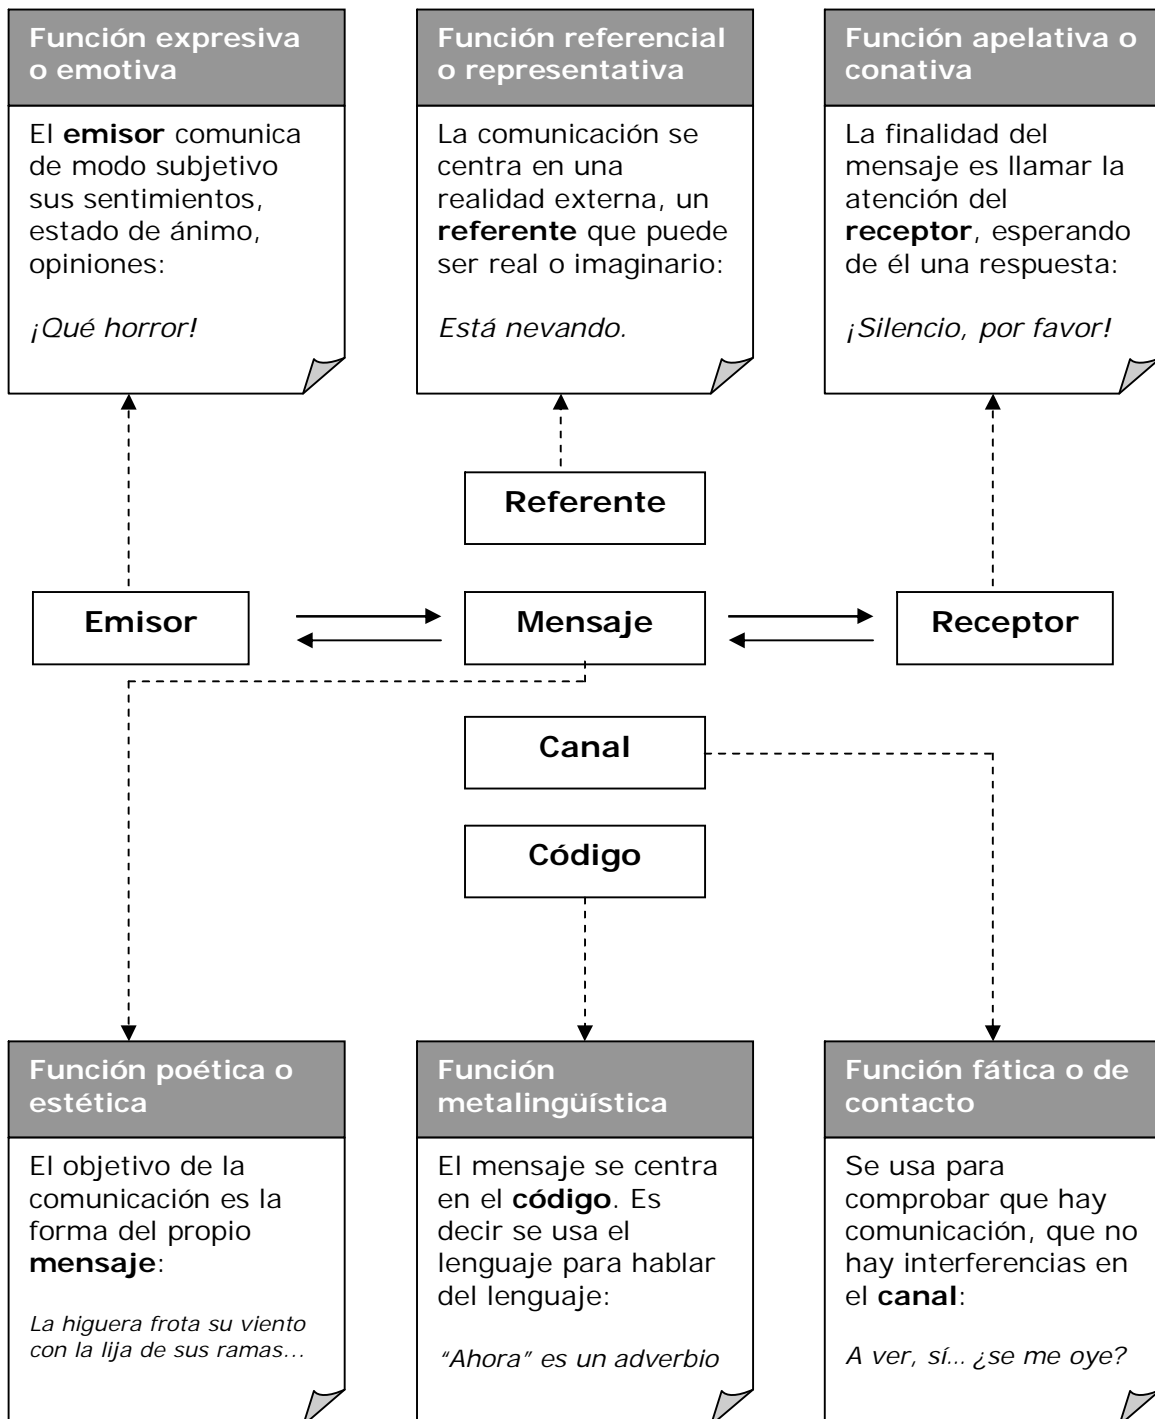 Función expresiva
o emotiva
El emisor comunica
de modo subjetivo
sus sentimientos,
estado de ánimo,
opiniones:
¡Qué horror!
Función referencial
o representativa
La comunicación se
centra en una
realidad externa, un
referente que puede
ser real o imaginario:
Está nevando.
Función apelativa o
conativa
La finalidad del
mensaje es llamar la
atención del
receptor, esperando
de él una respuesta:
¡Silencio, por favor!
Referente
Emisor
Mensaje
Receptor
Canal
Código
Función poética o
estética
El objetivo de la
comunicación es la
forma del propio
mensaje:
La higuera frota su viento
con la lija de sus ramas...
Función
metalingüística
El mensaje se centra
en el código. Es
decir se usa el
lenguaje para hablar
del lenguaje:
“Ahora” es un adverbio
Función fática o de
contacto
Se usa para
comprobar que hay
comunicación, que no
hay interferencias en
el canal:
A ver, sí... ¿se me oye?